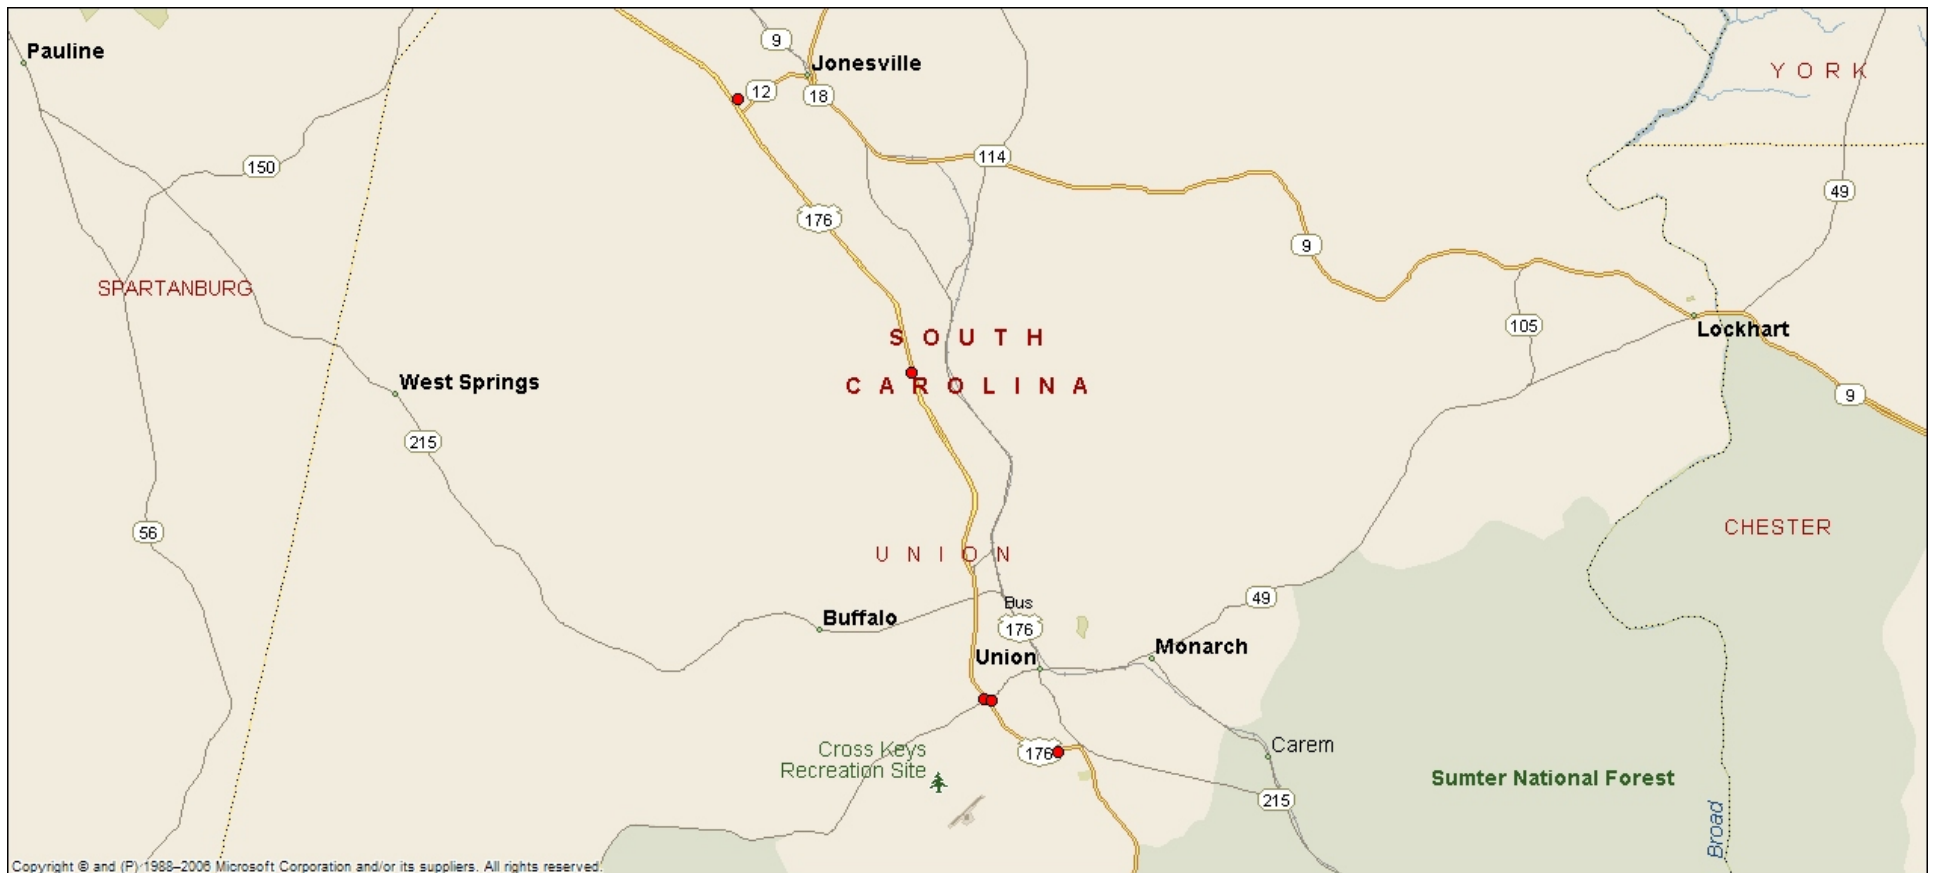 Pauline
9
Jonesville
YORK
12
18
150
114
49
176
9
SPARTANBURG
SOUTH
CAROLINA
105
Lockhart
West Springs
9
215
56
CHESTER
UNION
49
Bus
176
Buffalo
Union
Monarch
Cross Keys
Recreation Site
176
Carem
Sumter National Forest
215
Broad
Copyright © and (P) 1988–2006 Microsoft Corporation and/or its suppliers. All rights reserved.